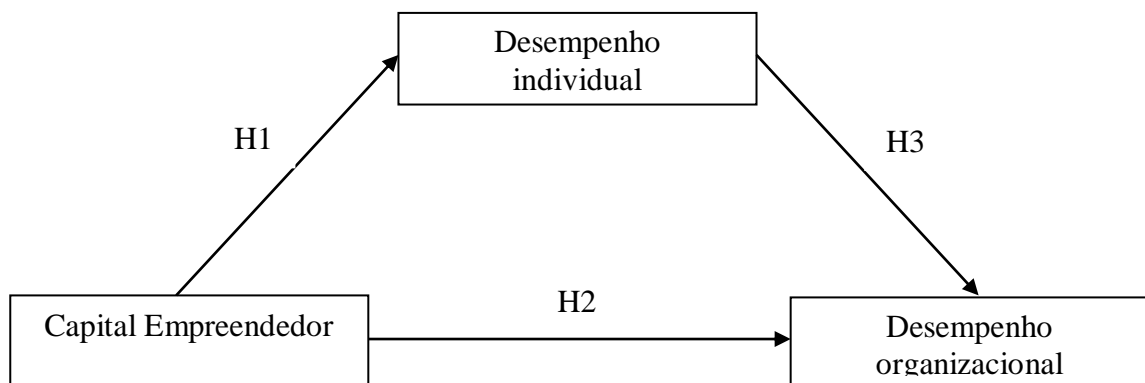 Desempenho
individual
H1
H3
H2
Capital Empreendedor
Desempenho
organizacional